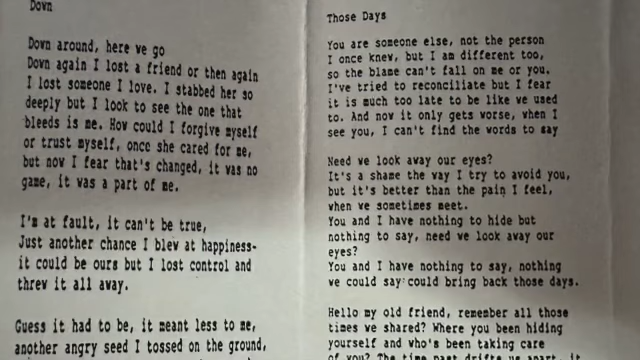 Down
Down around, here we go
Down again I lost a friend or then again
I lost someone I love. I stabbed her so
deeply but I look to see the one that
bleeds is me. How could I forgive myself
or trust myself, once she cared for me,
but now I fear that's changed, it was no
game, it was a part of me.
I'm at fault, it can't be true,
Just another chance I blew at happiness-
it could be ours but I lost control and
threw it all away.
Guess it had to be, it meant less to me,
another angry seed I tossed on the ground,
Those Days
You are someone else, not the person
I once knew, but I am different too,
so the blame can't fall on me or you.
I've tried to reconciliate but I fear
it is much too late to be like we used
to. And now it only gets worse, when I
see you, I can't find the words to say
Need we look away our eyes?
It's a shame the way I try to avoid you,
but it's better than the pain I feel,
when we sometimes meet.
You and I have nothing to hide but
nothing to say, need we look away our
eyes?
You and I have nothing to say, nothing
we could say could bring back those days.
Hello my old friend, remember all those
times we shared? Where you been hiding
yourself and who's been taking care
of you? The time past drifts us apart, it